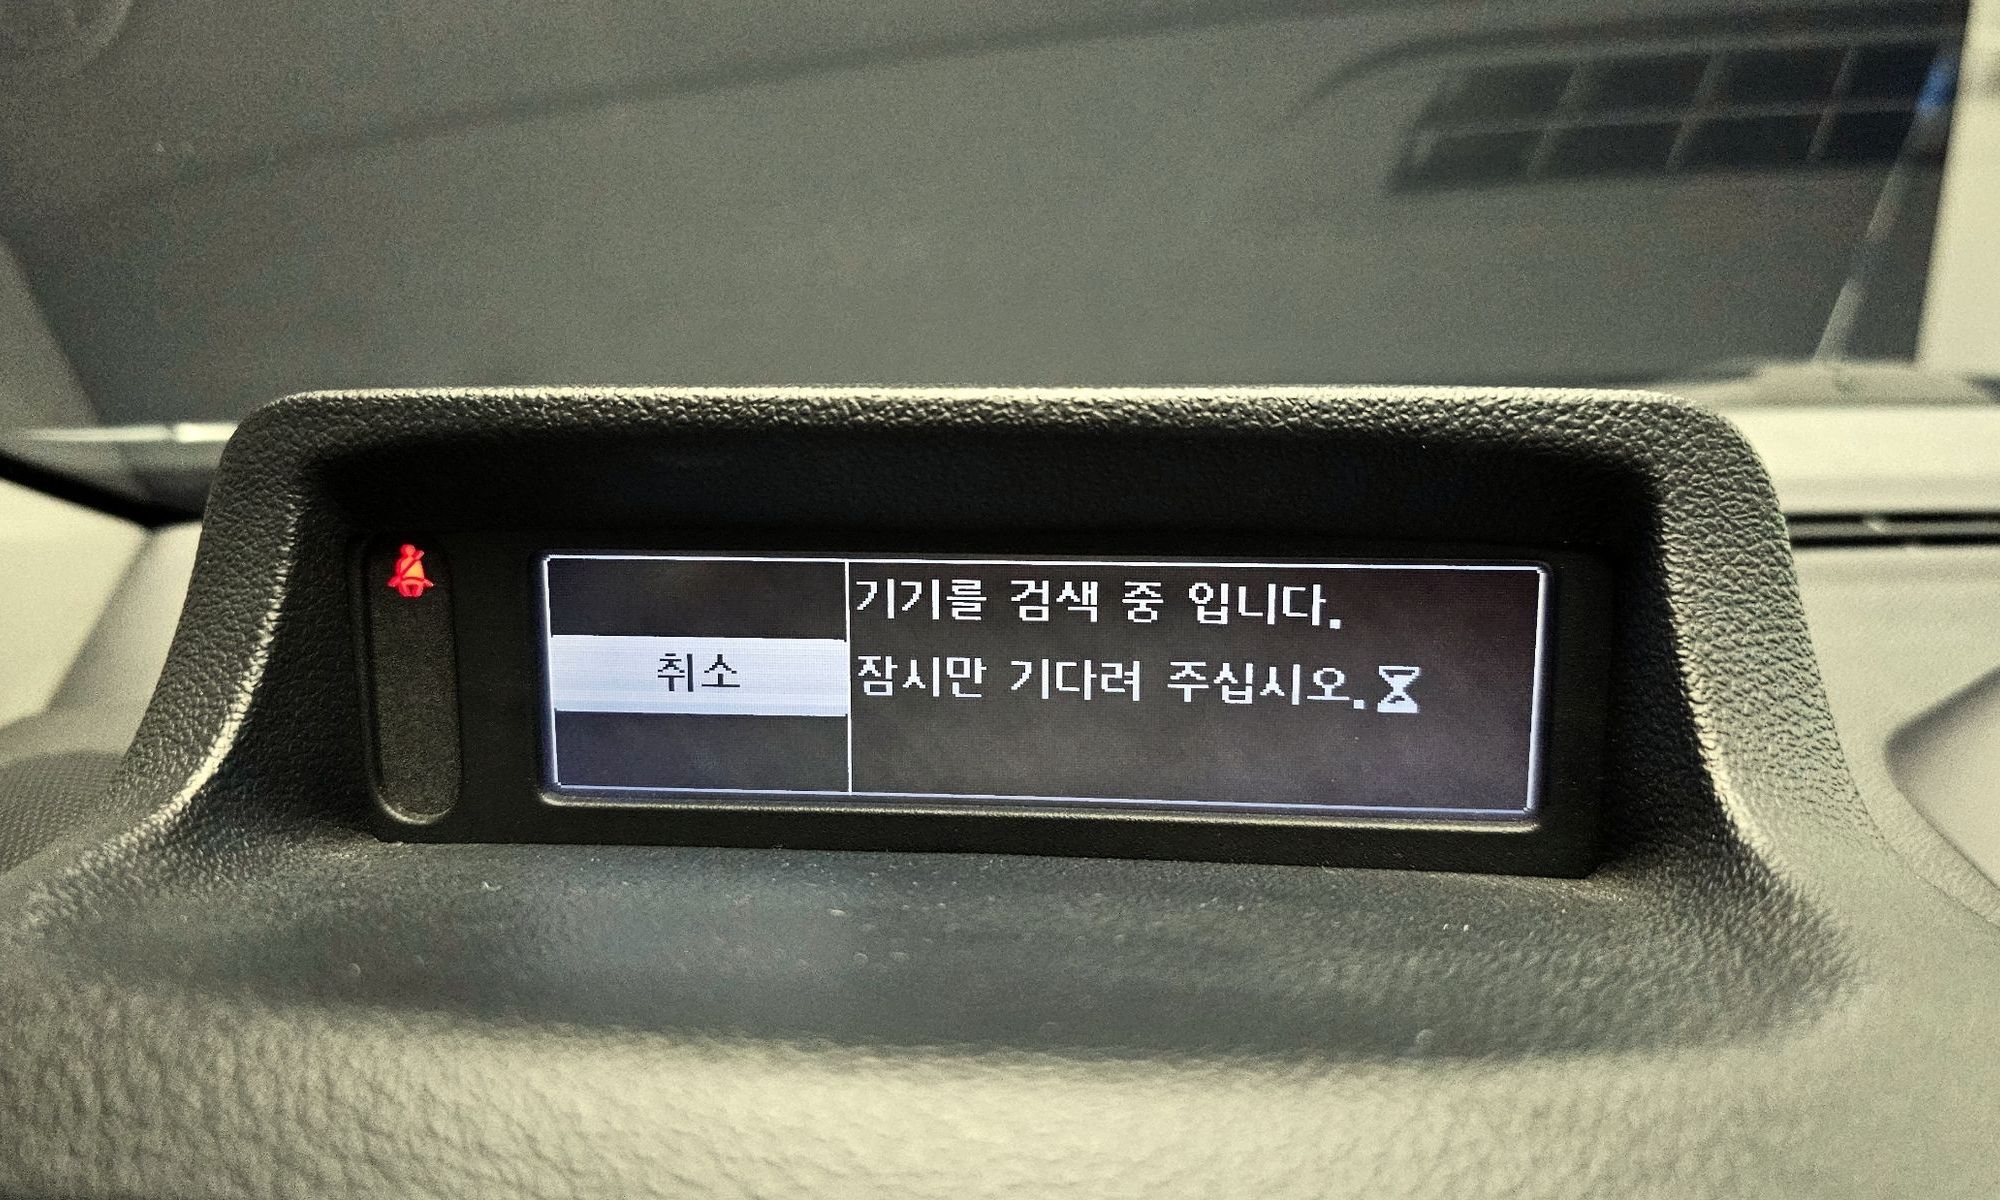 기기를 검색 중 입니다.
취소
잠시만 기다려 주십시오.